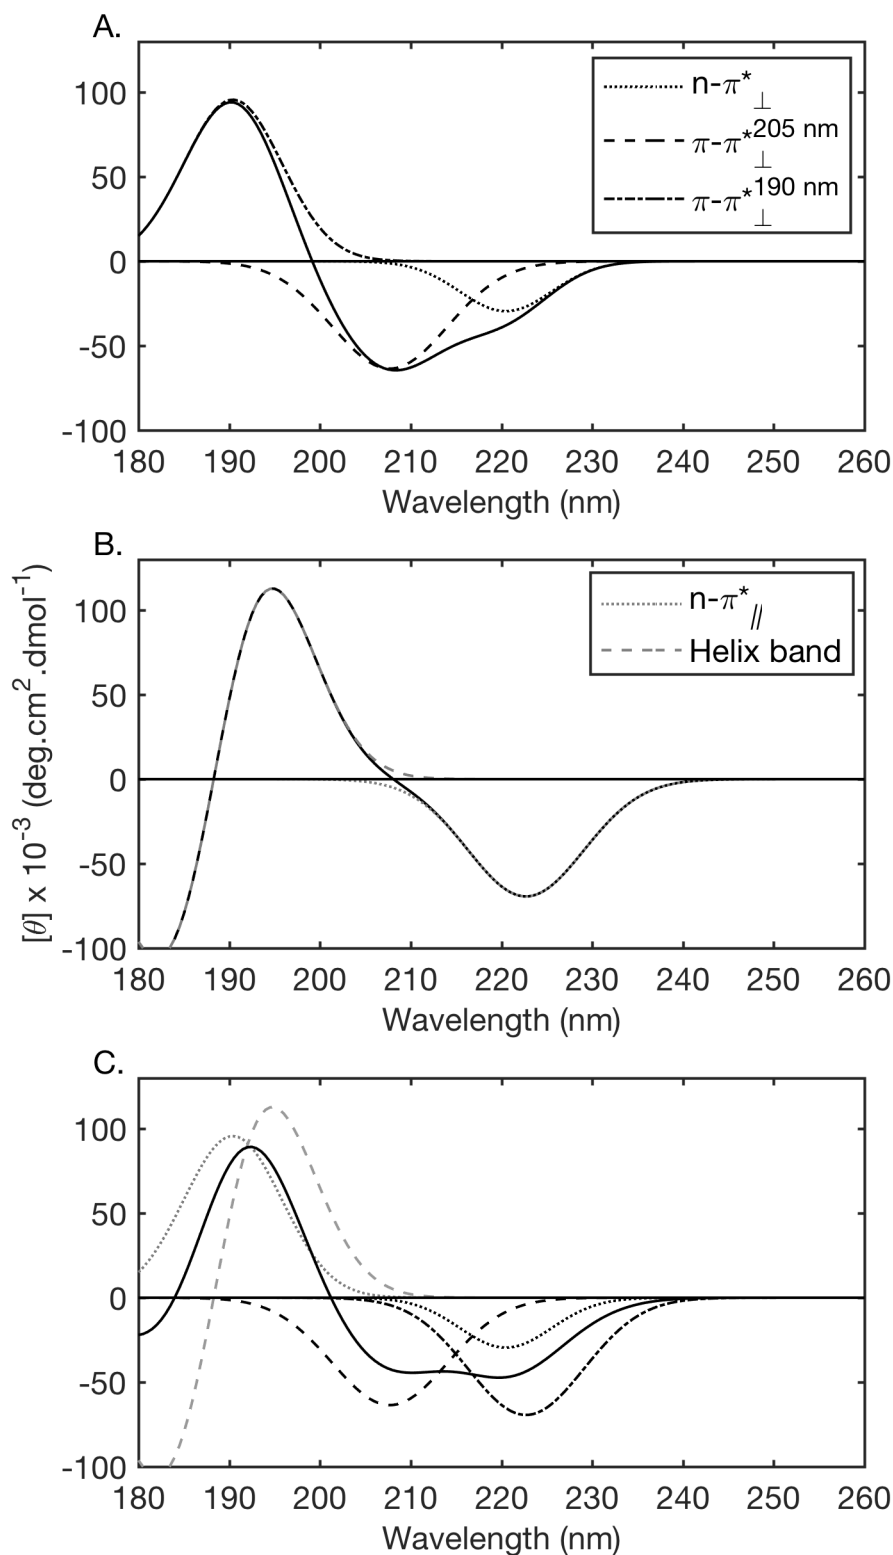 A.
100
50
0
-50
-100
180 190 200 210 220 230 240 250 260
Wavelength (nm)
n-π*⊥
π-π*⊥205 nm
π-π*⊥190 nm
B.
[θ] x 10-3 (deg.cm2.dmol-1)
100
50
0
-50
-100
180 190 200 210 220 230 240 250 260
Wavelength (nm)
n-π*//
Helix band
C.
100
50
0
-50
-100
180 190 200 210 220 230 240 250 260
Wavelength (nm)